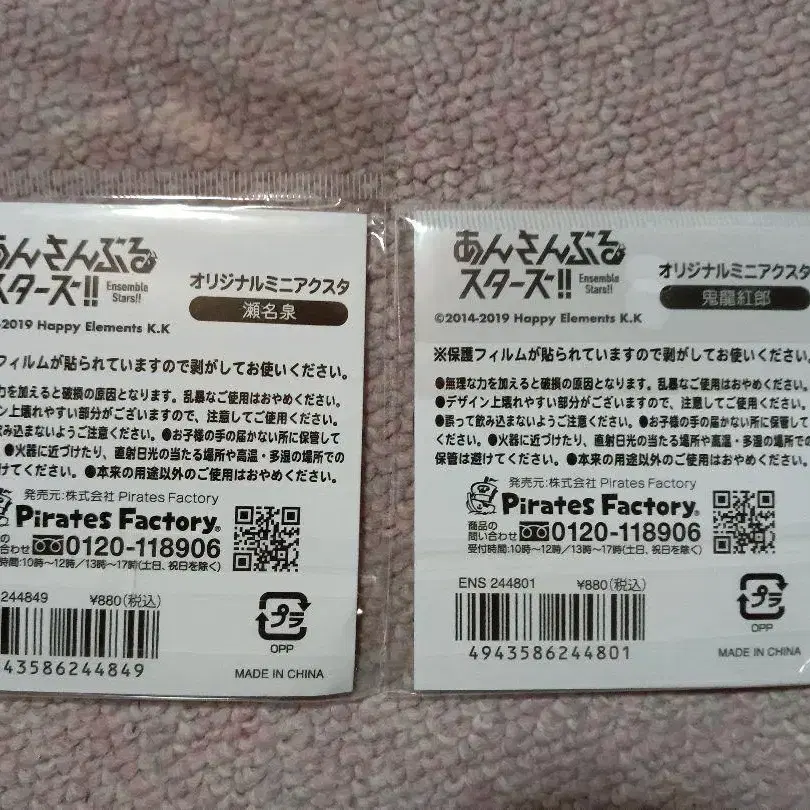 あんさんぶる
スターズ!!
Ensemble
Stars!!
オリジナルミニアクスタ
瀬名泉
-2019 Happy Elements K.K
フィルムが貼られていますので剥がしてお使いください。
力を加えると破損の原因となります。乱暴なご使用はおやめください。
イン上壊れやすい部分がございますので、注意してご使用ください。
飲み込まないようご注意ください。●お子様の手の届かない所に保管して
●火器に近づけたり、直射日光の当たる場所や高温・多湿の場所での
避けてください。●本来の用途以外のご使用はおやめください。
発売元:株式会社 Pirates Factory
Pirates Factory®
の
合わせ 0120-118906
時間:10時〜12時/13時〜17時(土日、祝日を除く)
244849 ¥880(税込)
43586244849
プラ
OPP
MADE IN CHINA
あんさんぶる
スターズ!!
Ensemble
Stars!!
オリジナルミニアクスタ
鬼龍紅郎
©2014-2019 Happy Elements K.K
※保護フィルムが貼られていますので剥がしてお使いください。
●無理な力を加えると破損の原因となります。乱暴なご使用はおやめください。
●デザイン上壊れやすい部分がございますので、注意してご使用ください。
●誤って飲み込まないようご注意ください。●お子様の手の届かない所に保管して
ください。●火器に近づけたり、直射日光の当たる場所や高温・多湿の場所での
保管は避けてください。●本来の用途以外のご使用はおやめください。
発売元:株式会社 Pirates Factory
Pirates Factory®
商品の
問い合わせ 0120-118906
受付時間:10時〜12時/13時〜17時(土日、祝日を除く)
ENS 244801 ¥880(税込)
4943586244801
プラ
OPP
MADE IN CHINA